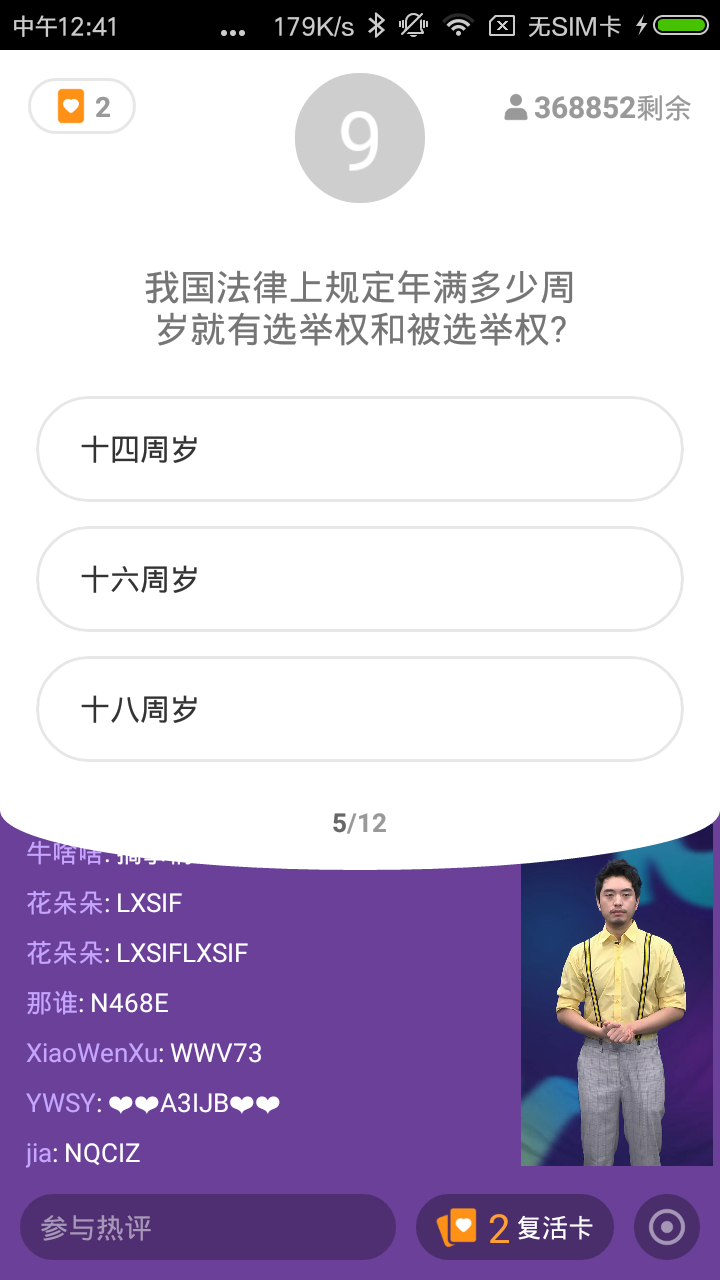 中午12:41 ... 179K/s 无SIM卡
2 9 368852剩余
我国法律上规定年满多少周
岁就有选举权和被选举权?
十四周岁
十六周岁
十八周岁
5/12
牛啥啥:
花朵朵: LXSIF
花朵朵: LXSIFLXSIF
那谁: N468E
XiaoWenXu: WWV73
YWSY: ❤❤A3IJB❤❤
jia: NQCIZ
参与热评 2 复活卡